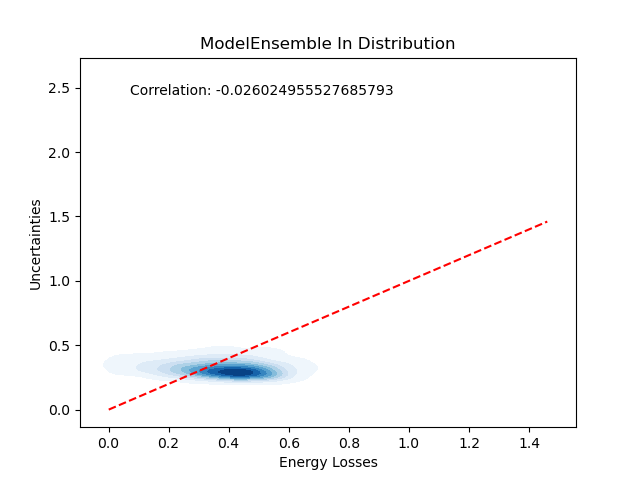 ModelEnsemble In Distribution
Correlation: -0.026024955527685793
Uncertainties
2.5
2.0
1.5
1.0
0.5
0.0
0.0 0.2 0.4 0.6 0.8 1.0 1.2 1.4
Energy Losses